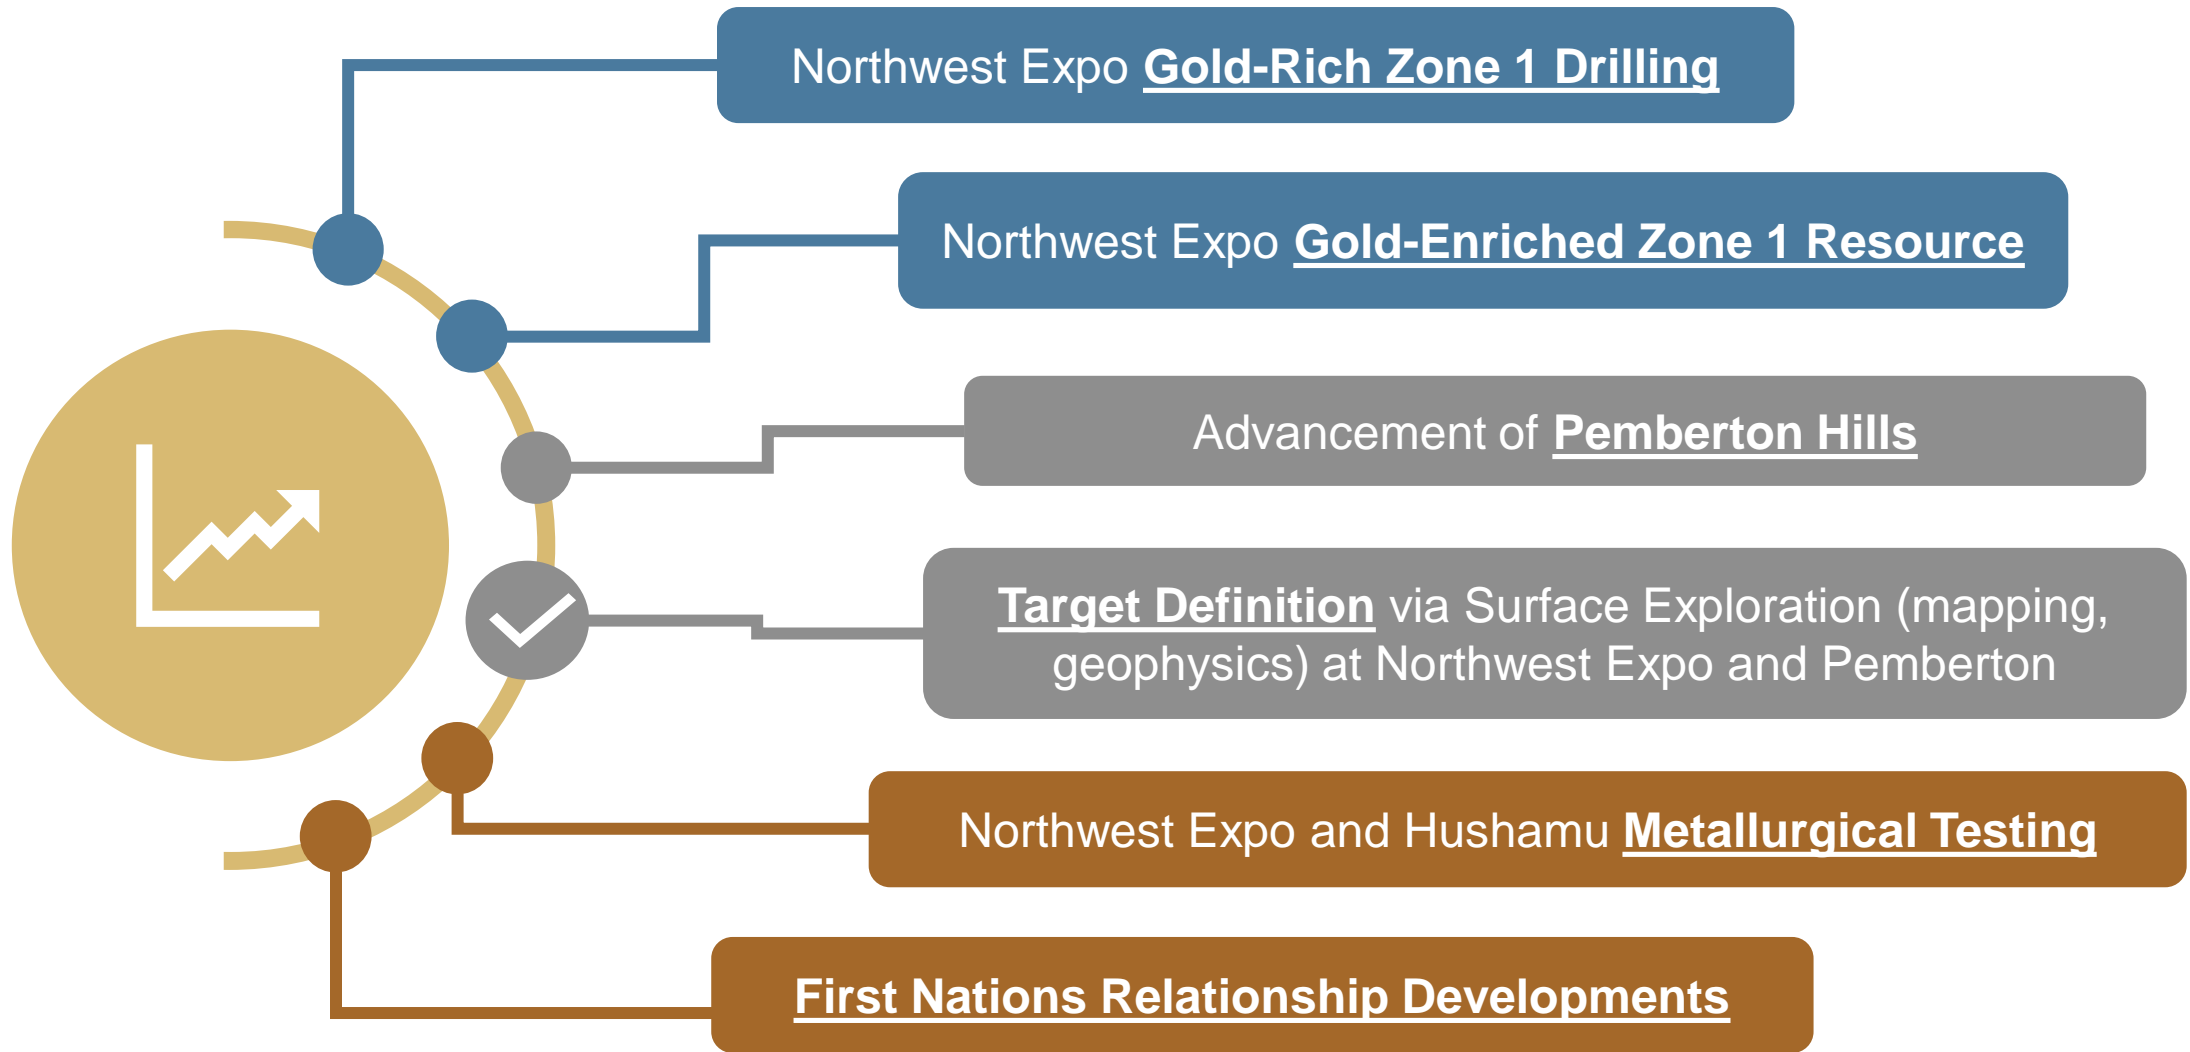 Northwest Expo Gold-Rich Zone 1 Drilling
Northwest Expo Gold-Enriched Zone 1 Resource
Advancement of Pemberton Hills
Target Definition via Surface Exploration (mapping,
geophysics) at Northwest Expo and Pemberton
Northwest Expo and Hushamu Metallurgical Testing
First Nations Relationship Developments